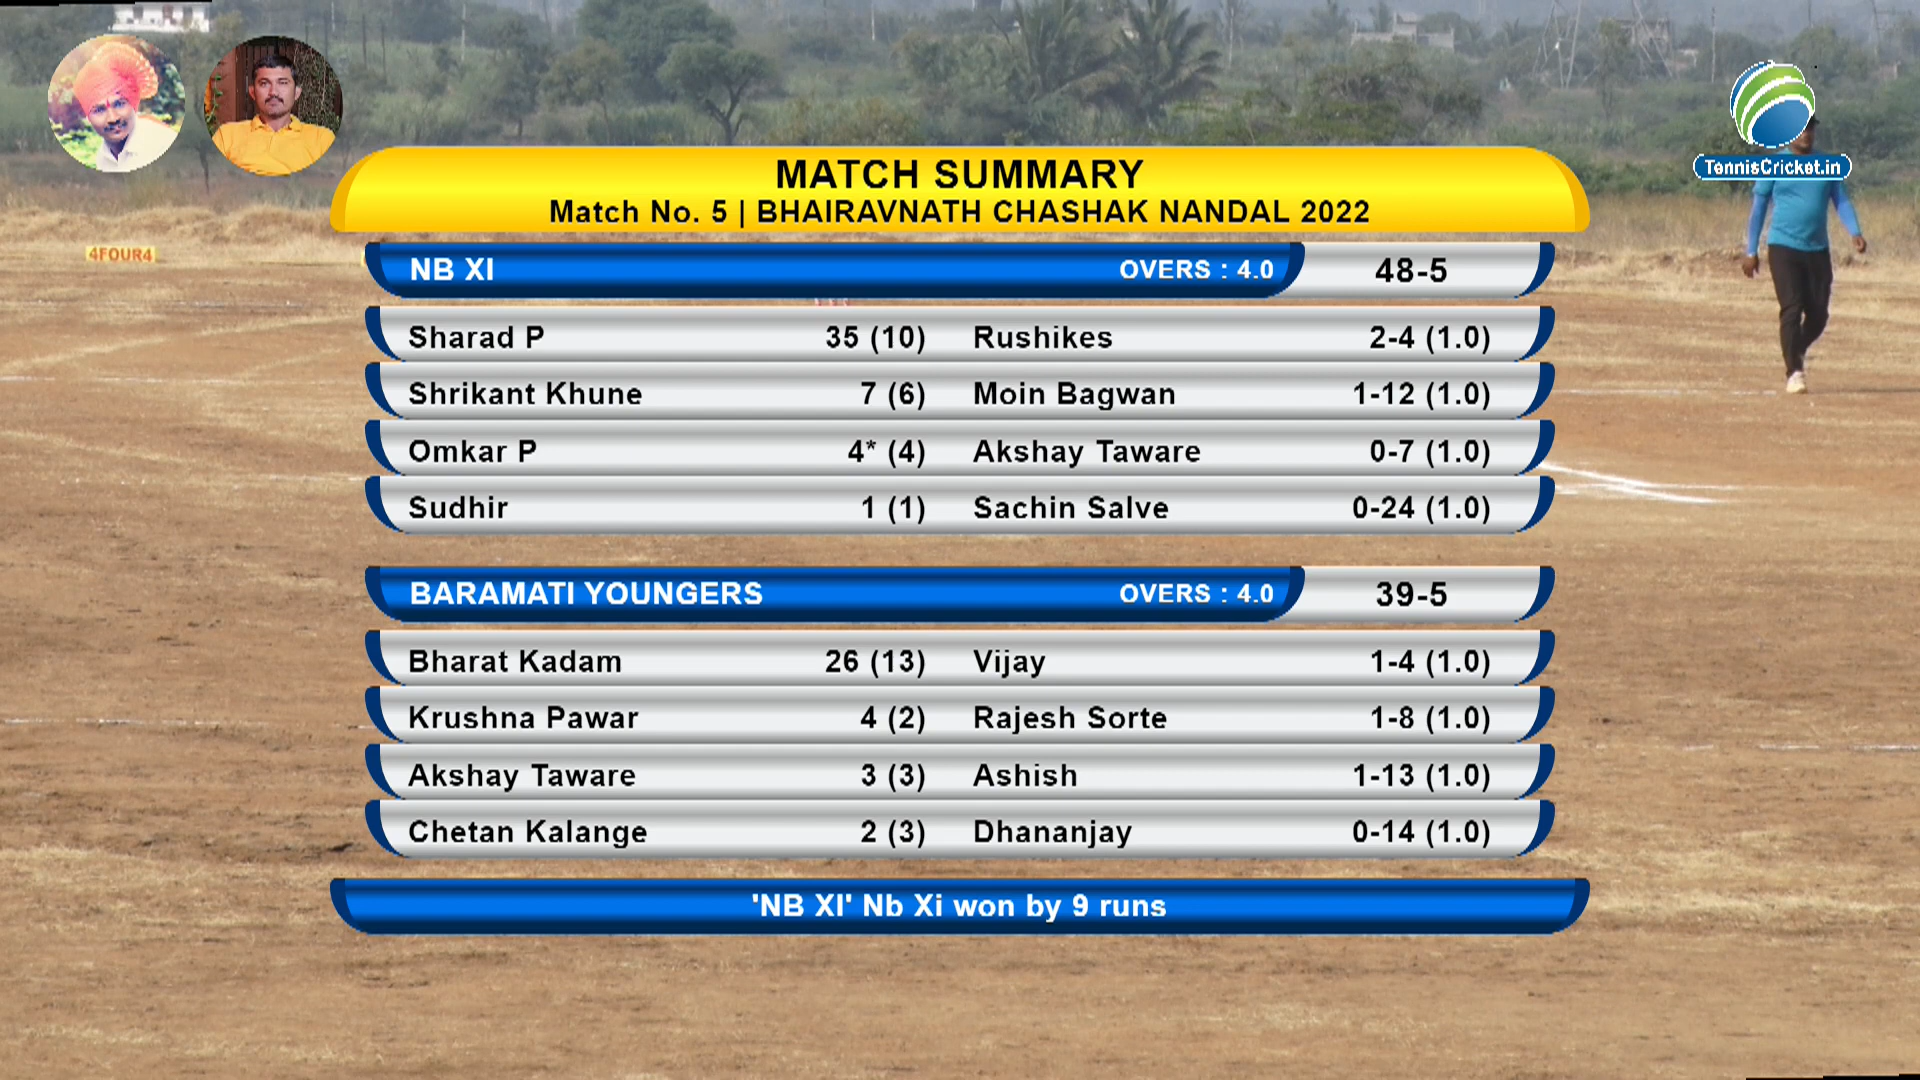 TennisCricket.in
MATCH SUMMARY
Match No. 5 | BHAIRAVNATH CHASHAK NANDAL 2022
4FOUR4
NB XI OVERS : 4.0 48-5
Sharad P 35 (10) Rushikes 2-4 (1.0)
Shrikant Khune 7 (6) Moin Bagwan 1-12 (1.0)
Omkar P 4* (4) Akshay Taware 0-7 (1.0)
Sudhir 1 (1) Sachin Salve 0-24 (1.0)
BARAMATI YOUNGERS OVERS : 4.0 39-5
Bharat Kadam 26 (13) Vijay 1-4 (1.0)
Krushna Pawar 4 (2) Rajesh Sorte 1-8 (1.0)
Akshay Taware 3 (3) Ashish 1-13 (1.0)
Chetan Kalange 2 (3) Dhananjay 0-14 (1.0)
'NB XI' Nb Xi won by 9 runs